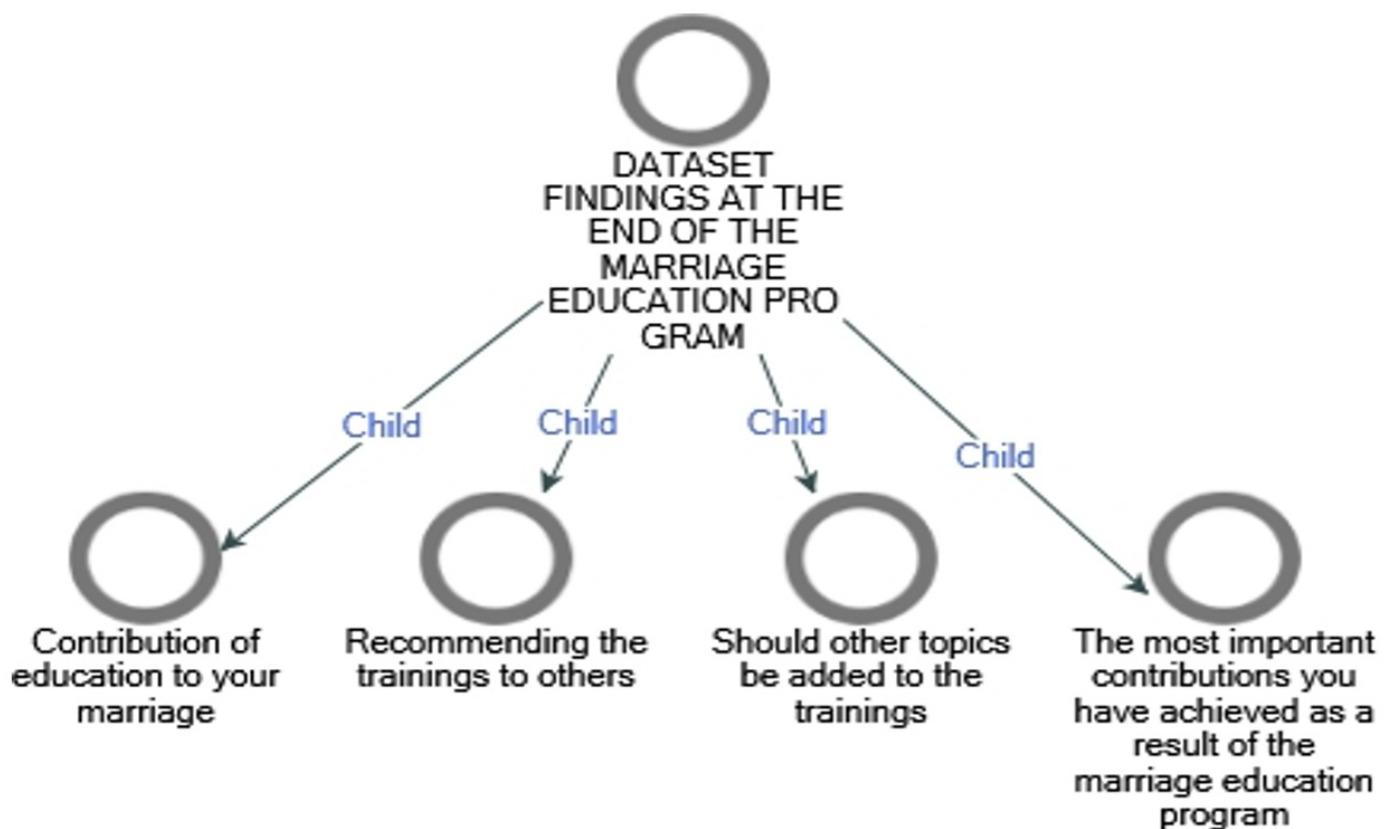 DATASET
FINDINGS AT THE
END OF THE
MARRIAGE
EDUCATION PRO
GRAM
Child
Child
Child
Child
Contribution of
education to your
marriage
Recommending the
trainings to others
Should other topics
be added to the
trainings
The most important
contributions you
have achieved as a
result of the
marriage education
program